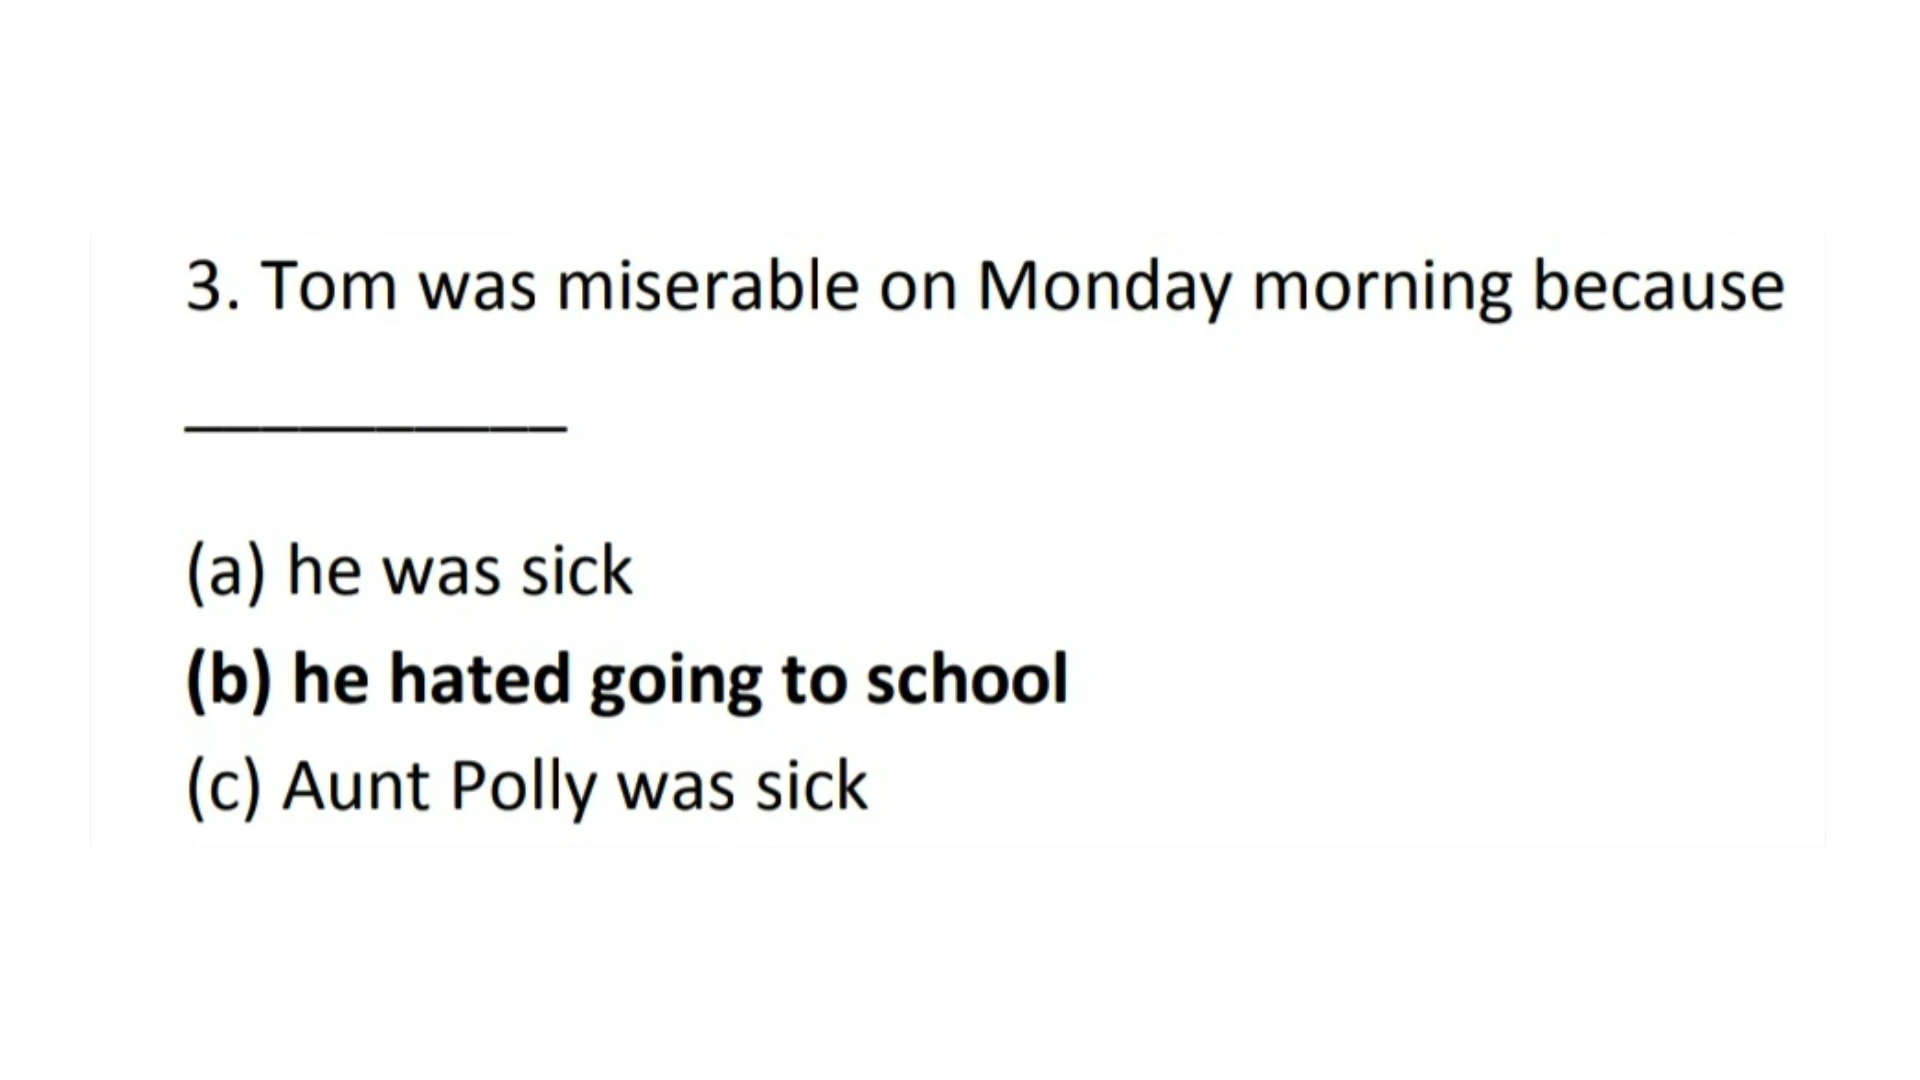 3. Tom was miserable on Monday morning because
__________
(a) he was sick
(b) he hated going to school
(c) Aunt Polly was sick